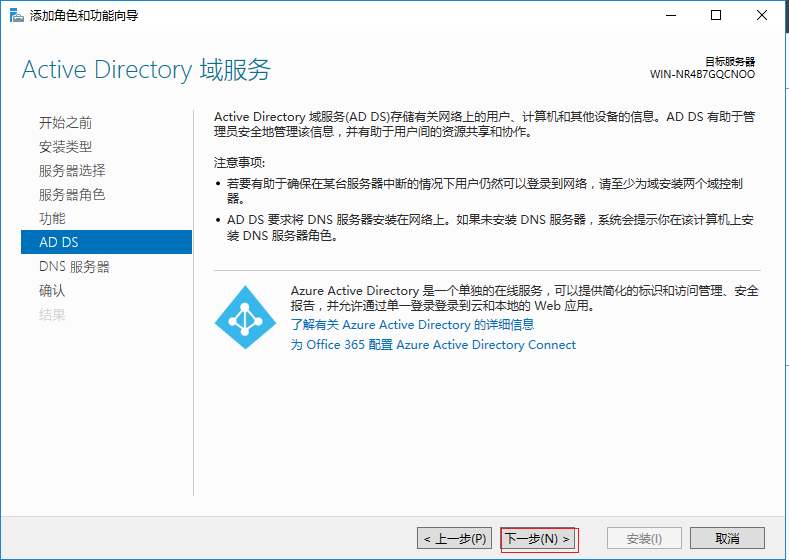 添加角色和功能向导
Active Directory 域服务
目标服务器
WIN-NR4B7GQCNOO
开始之前
安装类型
服务器选择
服务器角色
功能
AD DS
DNS 服务器
确认
结果
Active Directory 域服务(AD DS)存储有关网络上的用户、计算机和其他设备的信息。AD DS 有助于管
理员安全地管理该信息，并有助于用户间的资源共享和协作。
注意事项:
• 若要有助于确保在某台服务器中断的情况下用户仍然可以登录到网络，请至少为域安装两个域控制
器。
• AD DS 要求将 DNS 服务器安装在网络上。如果未安装 DNS 服务器，系统会提示你在该计算机上安
装 DNS 服务器角色。
Azure Active Directory 是一个单独的在线服务，可以提供简化的标识和访问管理、安全
报告，并允许通过单一登录登录到云和本地的 Web 应用。
了解有关 Azure Active Directory 的详细信息
为 Office 365 配置 Azure Active Directory Connect
< 上一步(P)
下一步(N) >
安装(I)
取消